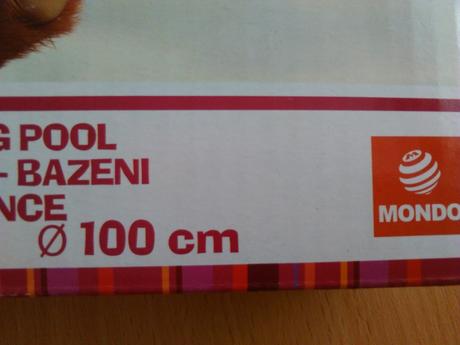 G POOL
- BAZENI
NCE
Ø 100 cm
MONDO